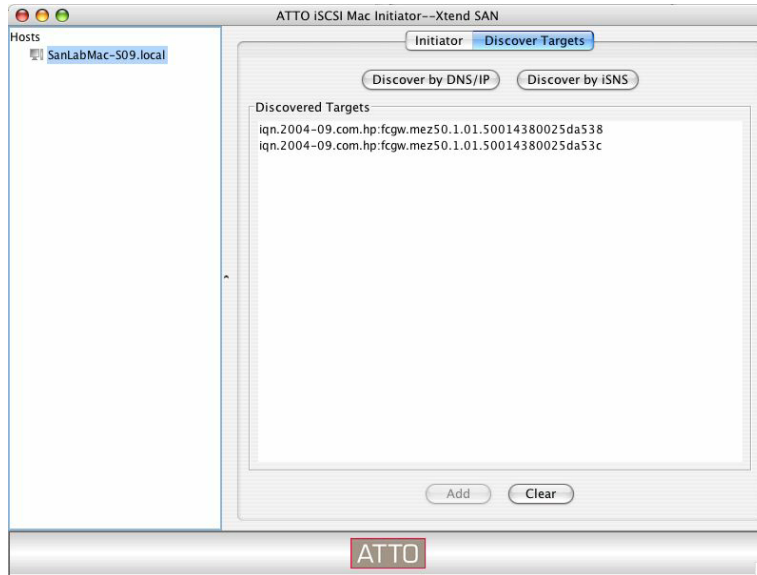 ATTO iSCSI Mac Initiator--Xtend SAN
Hosts
SanLabMac-S09.local
Initiator
Discover Targets
Discover by DNS/IP
Discover by iSNS
Discovered Targets
iqn.2004-09.com.hp:fcgw.mez50.1.01.50014380025da538
iqn.2004-09.com.hp:fcgw.mez50.1.01.50014380025da53c
Add
Clear
ATTO